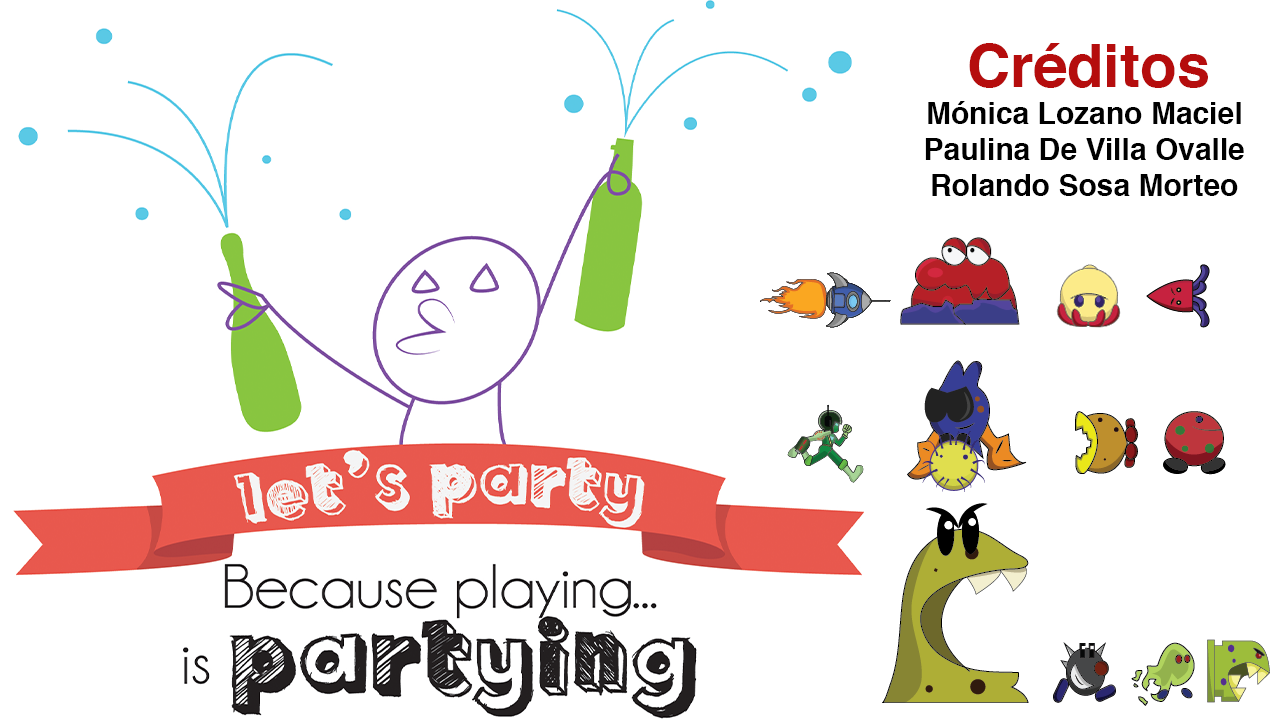 let's party
Because playing...
is partying
Créditos
Mónica Lozano Maciel
Paulina De Villa Ovalle
Rolando Sosa Morteo